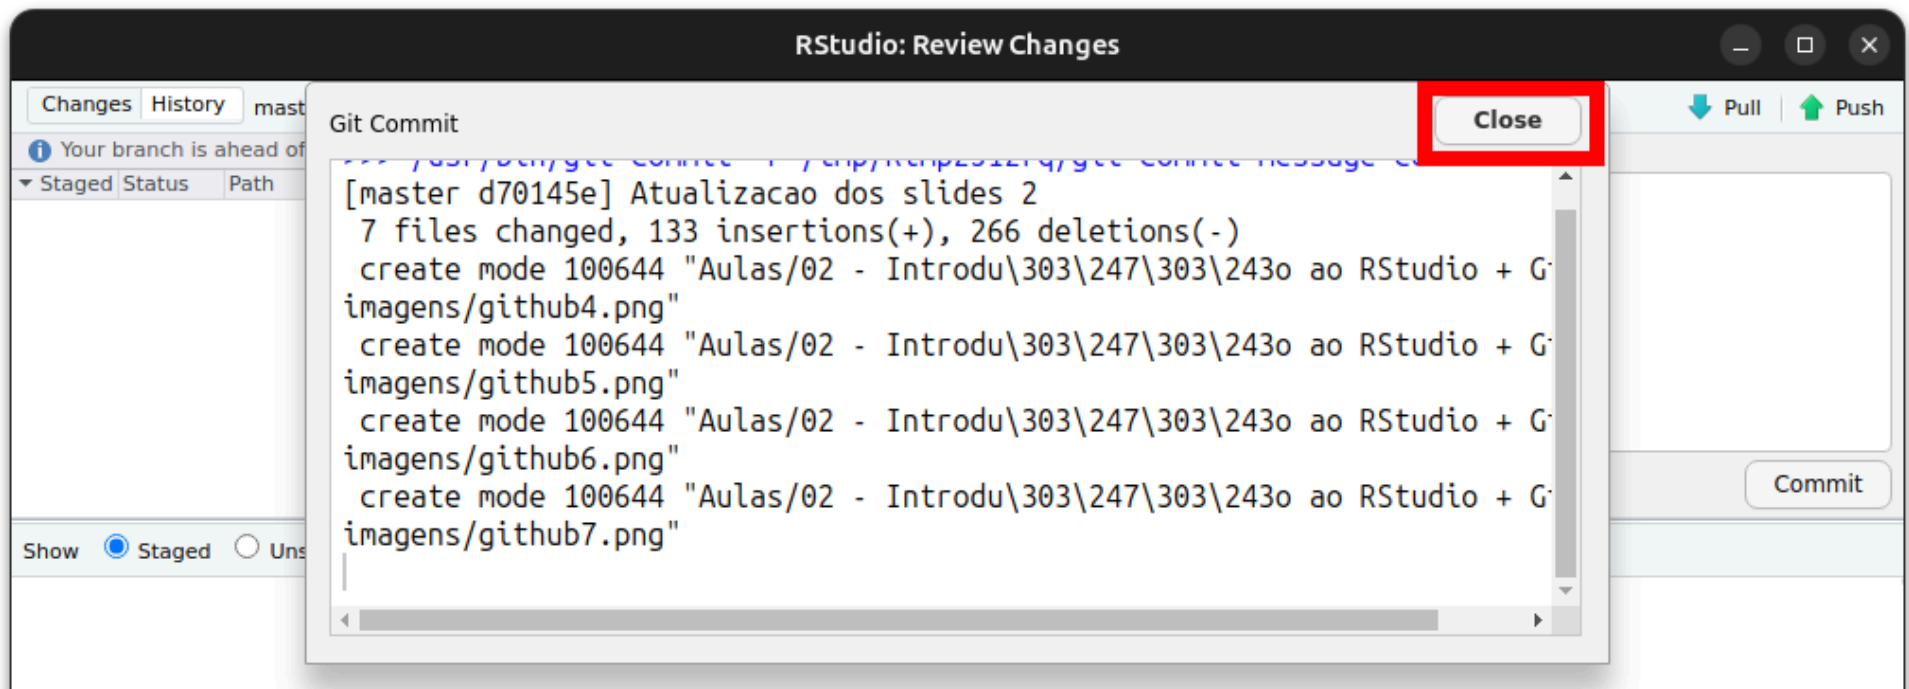 RStudio: Review Changes
Changes History mast
Pull Push
Git Commit
Close
Your branch is ahead of
Staged Status Path
[master d70145e] Atualizacao dos slides 2
7 files changed, 133 insertions(+), 266 deletions(-)
create mode 100644 "Aulas/02 - Introdu\303\247\303\243o ao RStudio + G
imagens/github4.png"
create mode 100644 "Aulas/02 - Introdu\303\247\303\243o ao RStudio + G
imagens/github5.png"
create mode 100644 "Aulas/02 - Introdu\303\247\303\243o ao RStudio + G
imagens/github6.png"
create mode 100644 "Aulas/02 - Introdu\303\247\303\243o ao RStudio + G
imagens/github7.png"
Commit
Show Staged Uns